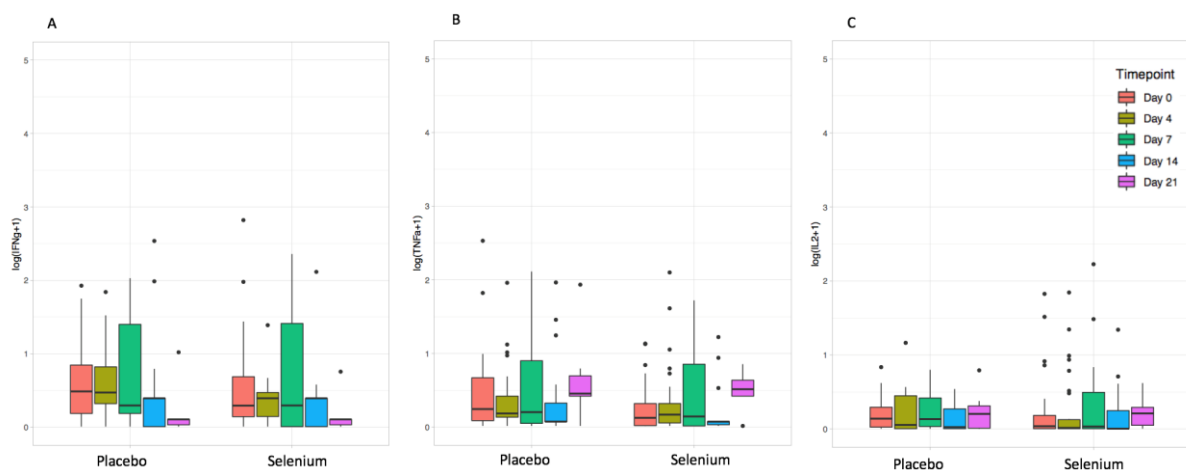 A
5
4
3
2
1
0
log(IFNg+1)
Placebo
Selenium
B
5
4
3
2
1
0
log(TNFa+1)
Placebo
Selenium
C
5
4
3
2
1
0
log(IL2+1)
Timepoint
Day 0
Day 4
Day 7
Day 14
Day 21
Placebo
Selenium